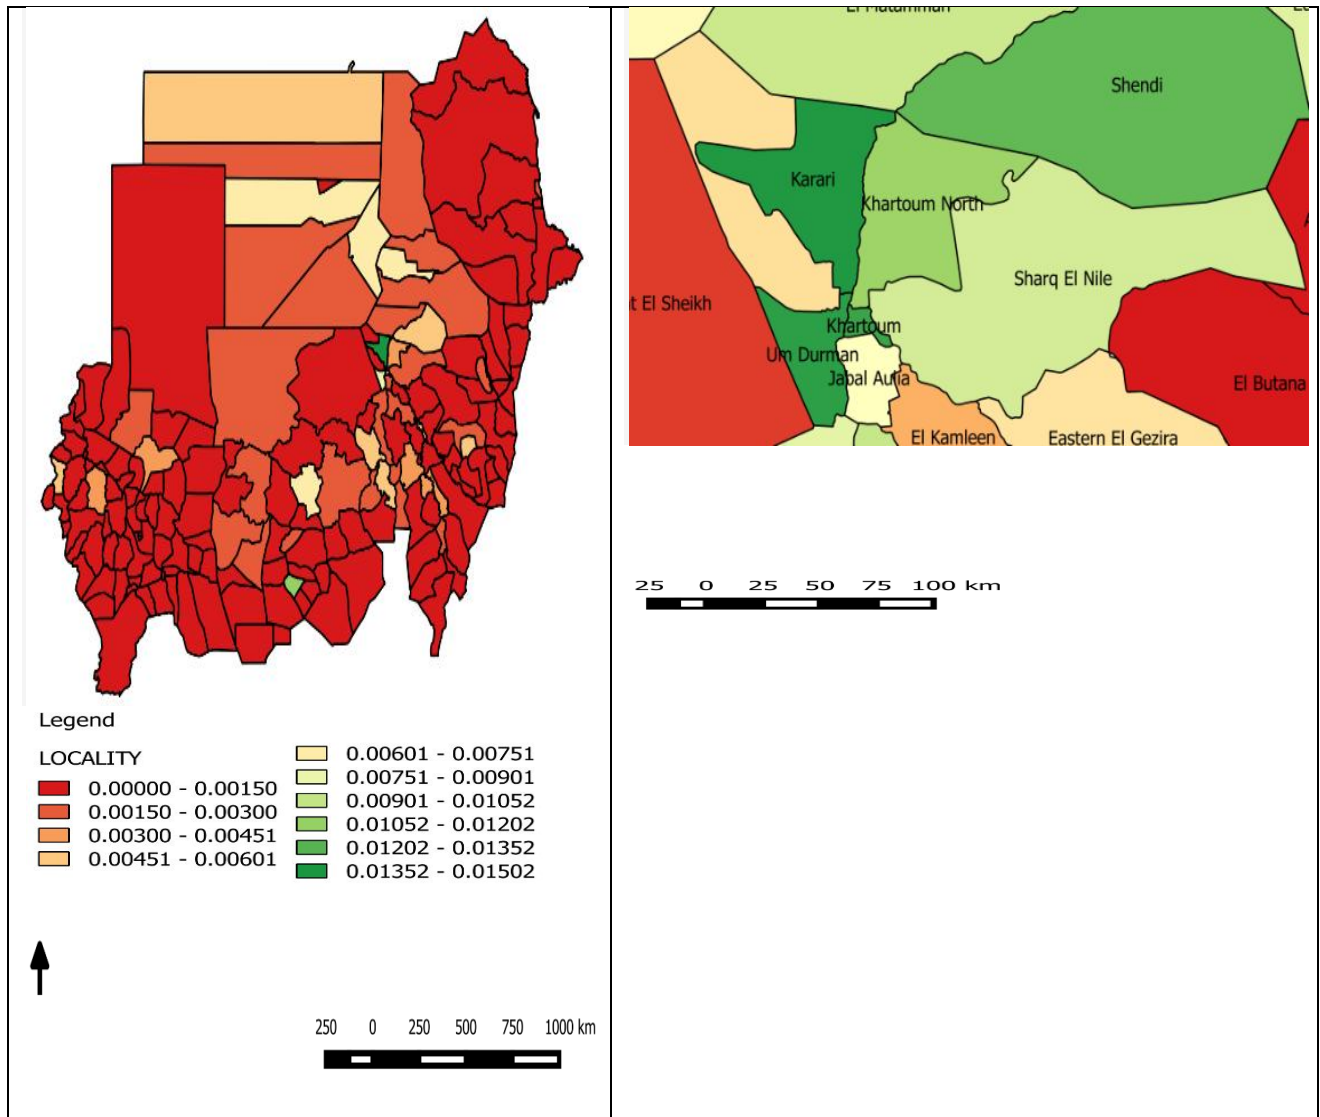 Legend
LOCALITY
0.00000 - 0.00150
0.00150 - 0.00300
0.00300 - 0.00451
0.00451 - 0.00601
0.00601 - 0.00751
0.00751 - 0.00901
0.00901 - 0.01052
0.01052 - 0.01202
0.01202 - 0.01352
0.01352 - 0.01502
250 0 250 500 750 1000 km
Shendi
Karari
Khartoum North
Sharq El Nile
El Sheikh
Khartoum
Um Durman
Jabal Aulia
El Butana
El Kamleen
Eastern El Gezira
25 0 25 50 75 100 km